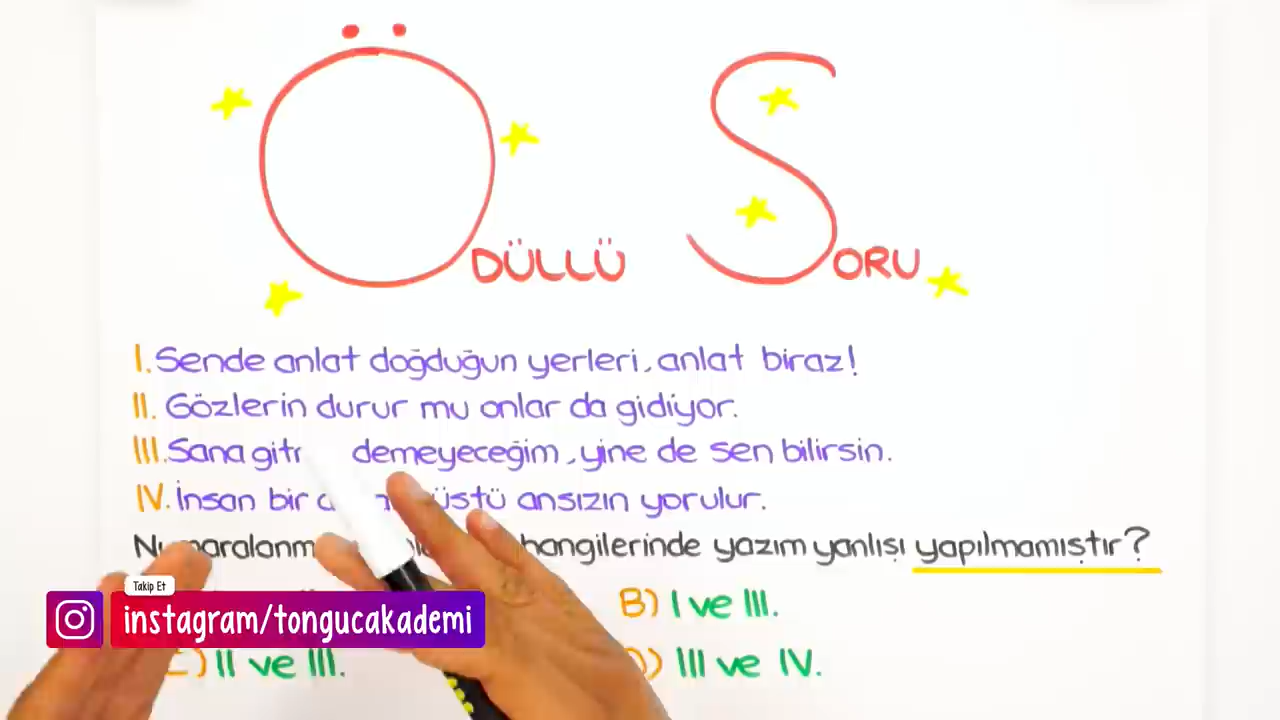 ÖDÜLLÜ SORU
I. Sende anlat doğduğun yerleri, anlat biraz!
II. Gözlerin durur mu onlar da gidiyor.
III. Sana demeyeceğim, yine de sen bilirsin.
IV. İnsan bir üstü ansızın yorulur.
hangilerinde yazım yanlışı yapılmamıştır?
B) I ve III.
II ve III.
III ve IV.
Takip Et
instagram/tongucakademi